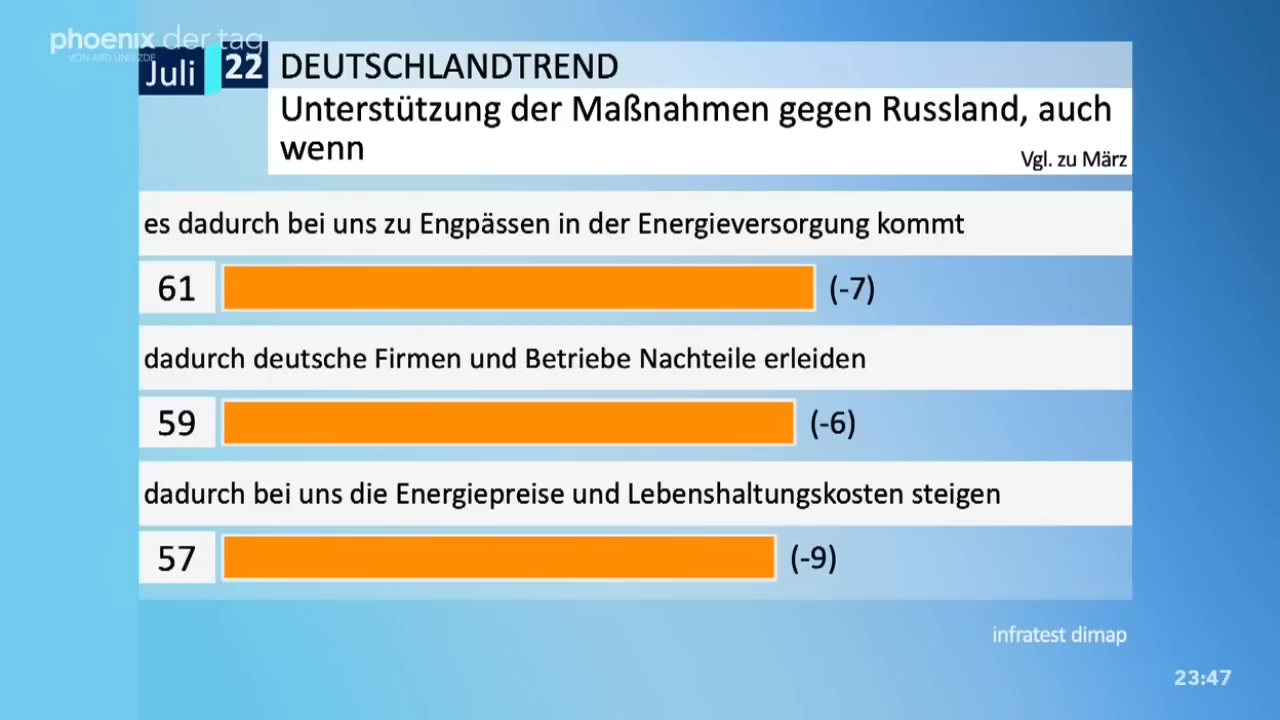 phoenix der tag
VON ARD UND ZDF
Juli 22 DEUTSCHLANDTREND
Unterstützung der Maßnahmen gegen Russland, auch
wenn
Vgl. zu März
es dadurch bei uns zu Engpässen in der Energieversorgung kommt
61 (-7)
dadurch deutsche Firmen und Betriebe Nachteile erleiden
59 (-6)
dadurch bei uns die Energiepreise und Lebenshaltungskosten steigen
57 (-9)
infratest dimap
23:47